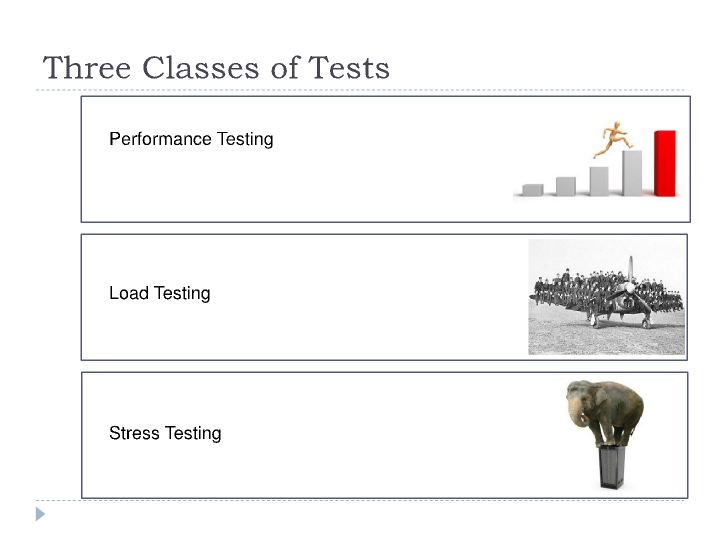 Three Classes of Tests
Performance Testing
Load Testing
Stress Testing